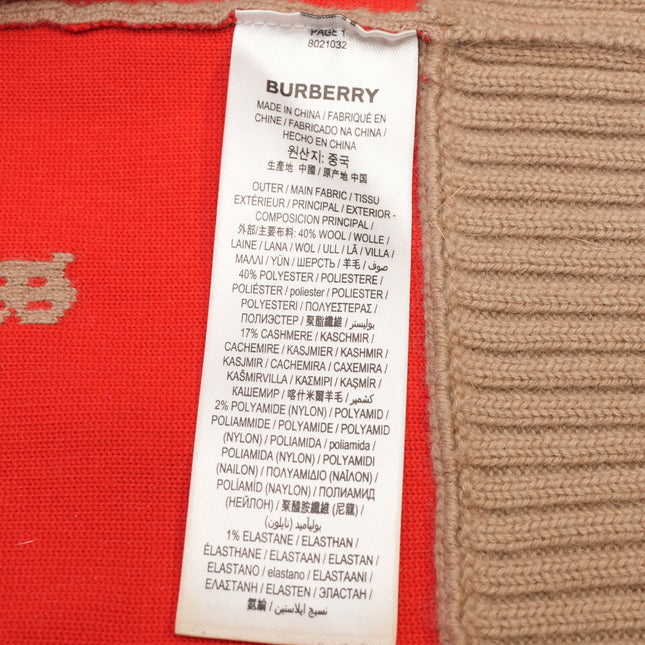 PAGE 1
8021032
BURBERRY
MADE IN CHINA / FABRIQUÉ EN
CHINE / FABRICADO NA CHINA /
HECHO EN CHINA
원산지: 중국
生產地 中國 / 原产地 中国
OUTER / MAIN FABRIC / TISSU
EXTÉRIEUR / PRINCIPAL / EXTERIOR -
COMPOSICION PRINCIPAL /
外部/主要布料: 40% WOOL / WOLLE /
LAINE / LANA / WOL / ULL / LÃ / VILLA /
ΜΑΛΛΙ / YÜN / ШЕРСТЬ / 羊毛 / صوف
40% POLYESTER / POLIESTERE /
POLIÉSTER / poliester / POLIESTER /
POLYESTERI / ΠΟΛΥΕΣΤΕΡΑΣ /
ПОЛИЭСТЕР / 聚酯纖維 / بوليستر
17% CASHMERE / KASCHMIR /
CACHEMIRE / KASJMIER / KASHMIR /
KASJMIR / CACHEMIRA / CAXEMIRA /
KAŠMIRVILLA / ΚΑΣΜΙΡΙ / KAŞMİR /
КАШЕМИР / 喀什米爾羊毛 / كشمير
2% POLYAMIDE (NYLON) / POLYAMID /
POLIAMMIDE / POLYAMIDE / POLYAMID
(NYLON) / POLIAMIDA / poliamida /
POLIAMIDA (NYLON) / POLYAMIDI
(NAILON) / ΠΟΛΥΑΜΙΔΙΟ (ΝΑΪΛΟΝ) /
POLİAMİD (NAYLON) / ПОЛИАМИД
(НЕЙЛОН) / 聚醯胺纖維 (尼龍) /
بولياميد (نايلون)
1% ELASTANE / ELASTHAN /
ÉLASTHANE / ELASTAAN / ELASTAN /
ELASTANO / elastano / ELASTAANI /
ΕΛΑΣΤΑΝΗ / ELASTEN / ЭЛАСТАН /
氨綸 / نسيج إيلاستين
B